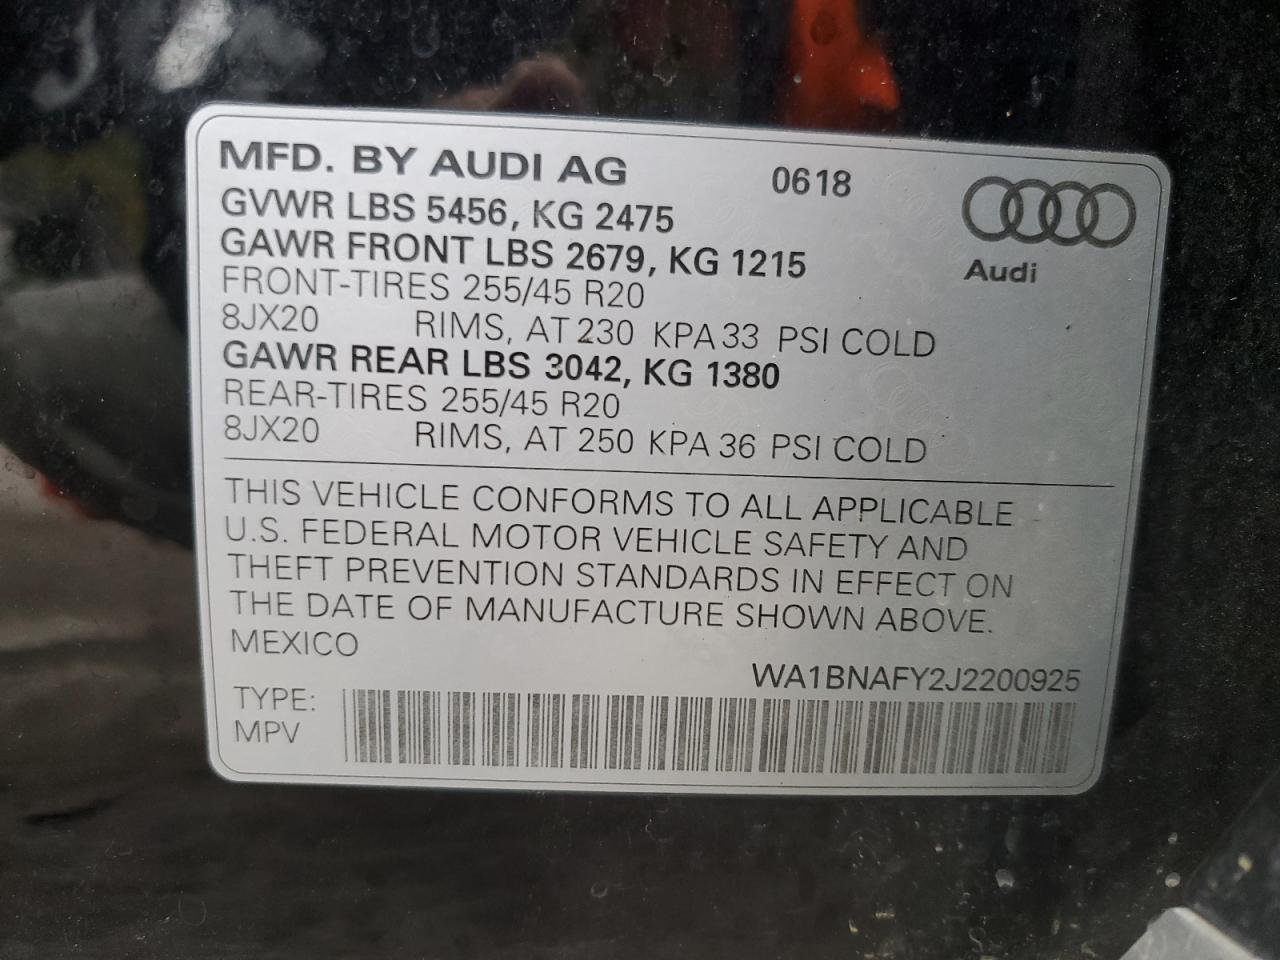 MFD. BY AUDI AG 0618
GVWR LBS 5456, KG 2475
GAWR FRONT LBS 2679, KG 1215
Audi
FRONT-TIRES 255/45 R20
8JX20 RIMS, AT 230 KPA 33 PSI COLD
GAWR REAR LBS 3042, KG 1380
REAR-TIRES 255/45 R20
8JX20 RIMS, AT 250 KPA 36 PSI COLD
THIS VEHICLE CONFORMS TO ALL APPLICABLE
U.S. FEDERAL MOTOR VEHICLE SAFETY AND
THEFT PREVENTION STANDARDS IN EFFECT ON
THE DATE OF MANUFACTURE SHOWN ABOVE.
MEXICO
WA1BNAFY2J2200925
TYPE:
MPV